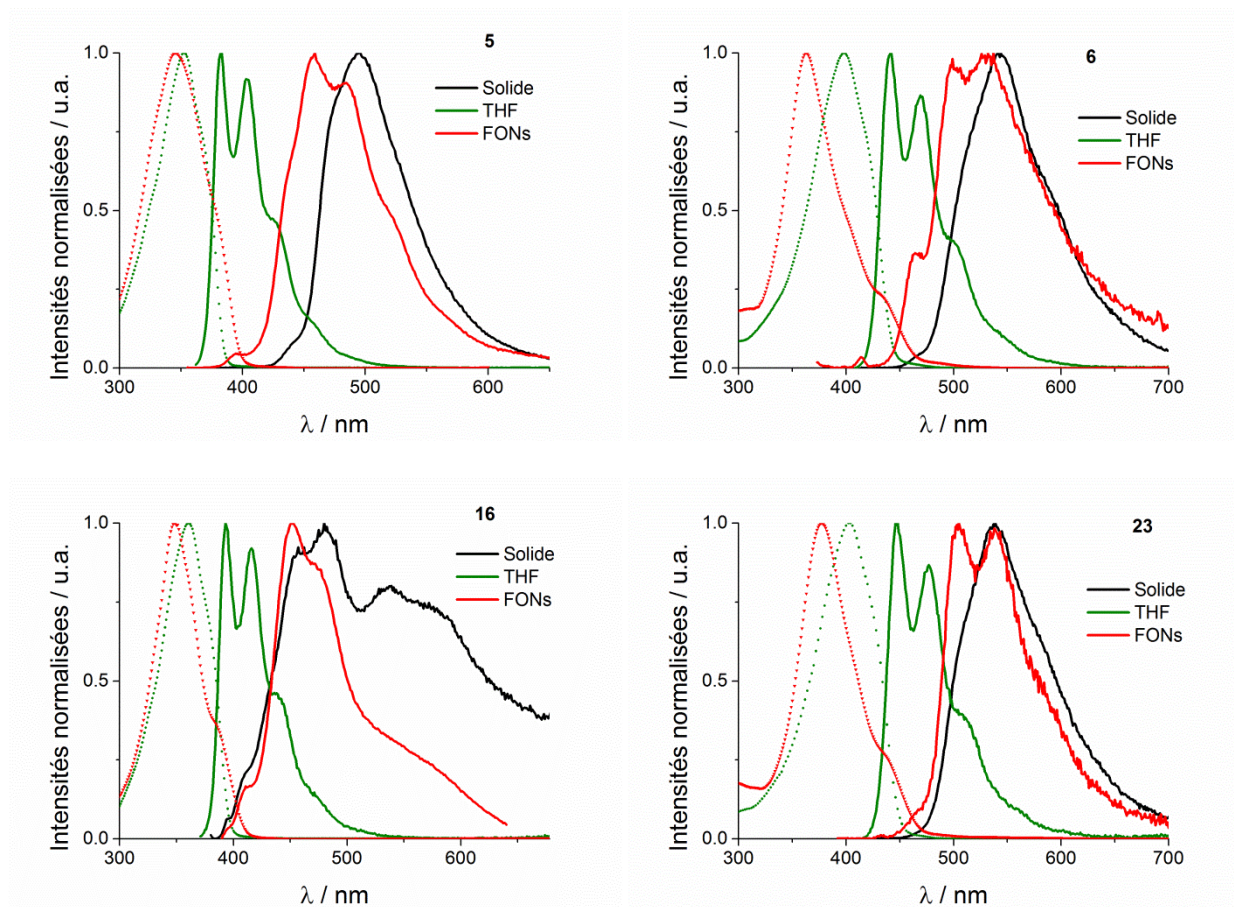 5
Intensités normalisées / u.a.
1.0
0.5
0.0
300
400
500
600
λ / nm
Solide
THF
FONs
6
Intensités normalisées / u.a.
1.0
0.5
0.0
300
400
500
600
700
λ / nm
Solide
THF
FONs
16
Intensités normalisées / u.a.
1.0
0.5
0.0
300
400
500
600
λ / nm
Solide
THF
FONs
23
Intensités normalisées / u.a.
1.0
0.5
0.0
300
400
500
600
700
λ / nm
Solide
THF
FONs